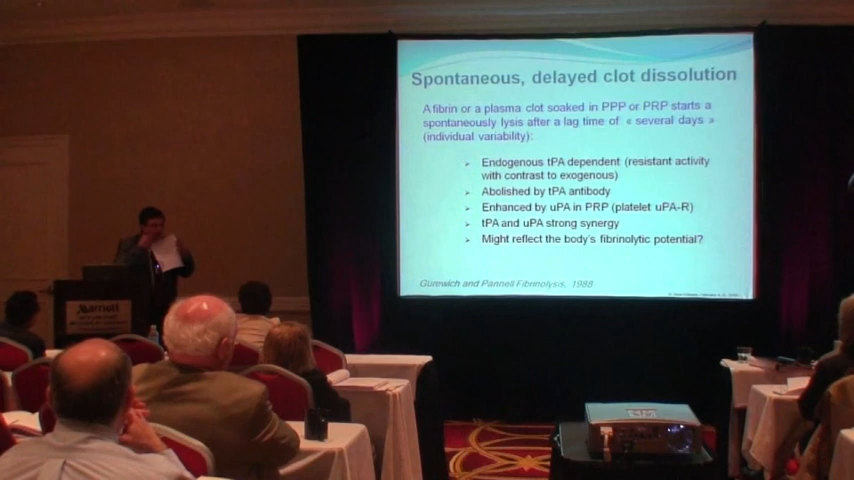 Spontaneous, delayed clot dissolution
A fibrin or a plasma clot soaked in PPP or PRP starts a
spontaneously lysis after a lag time of « several days »
(individual variability):
➢ Endogenous tPA dependent (resistant activity
with contrast to exogenous)
➢ Abolished by tPA antibody
➢ Enhanced by uPA in PRP (platelet uPA-R)
➢ tPA and uPA strong synergy
➢ Might reflect the body's fibrinolytic potential?
Gurewich and Pannell Fibrinolysis, 1988
Marriott